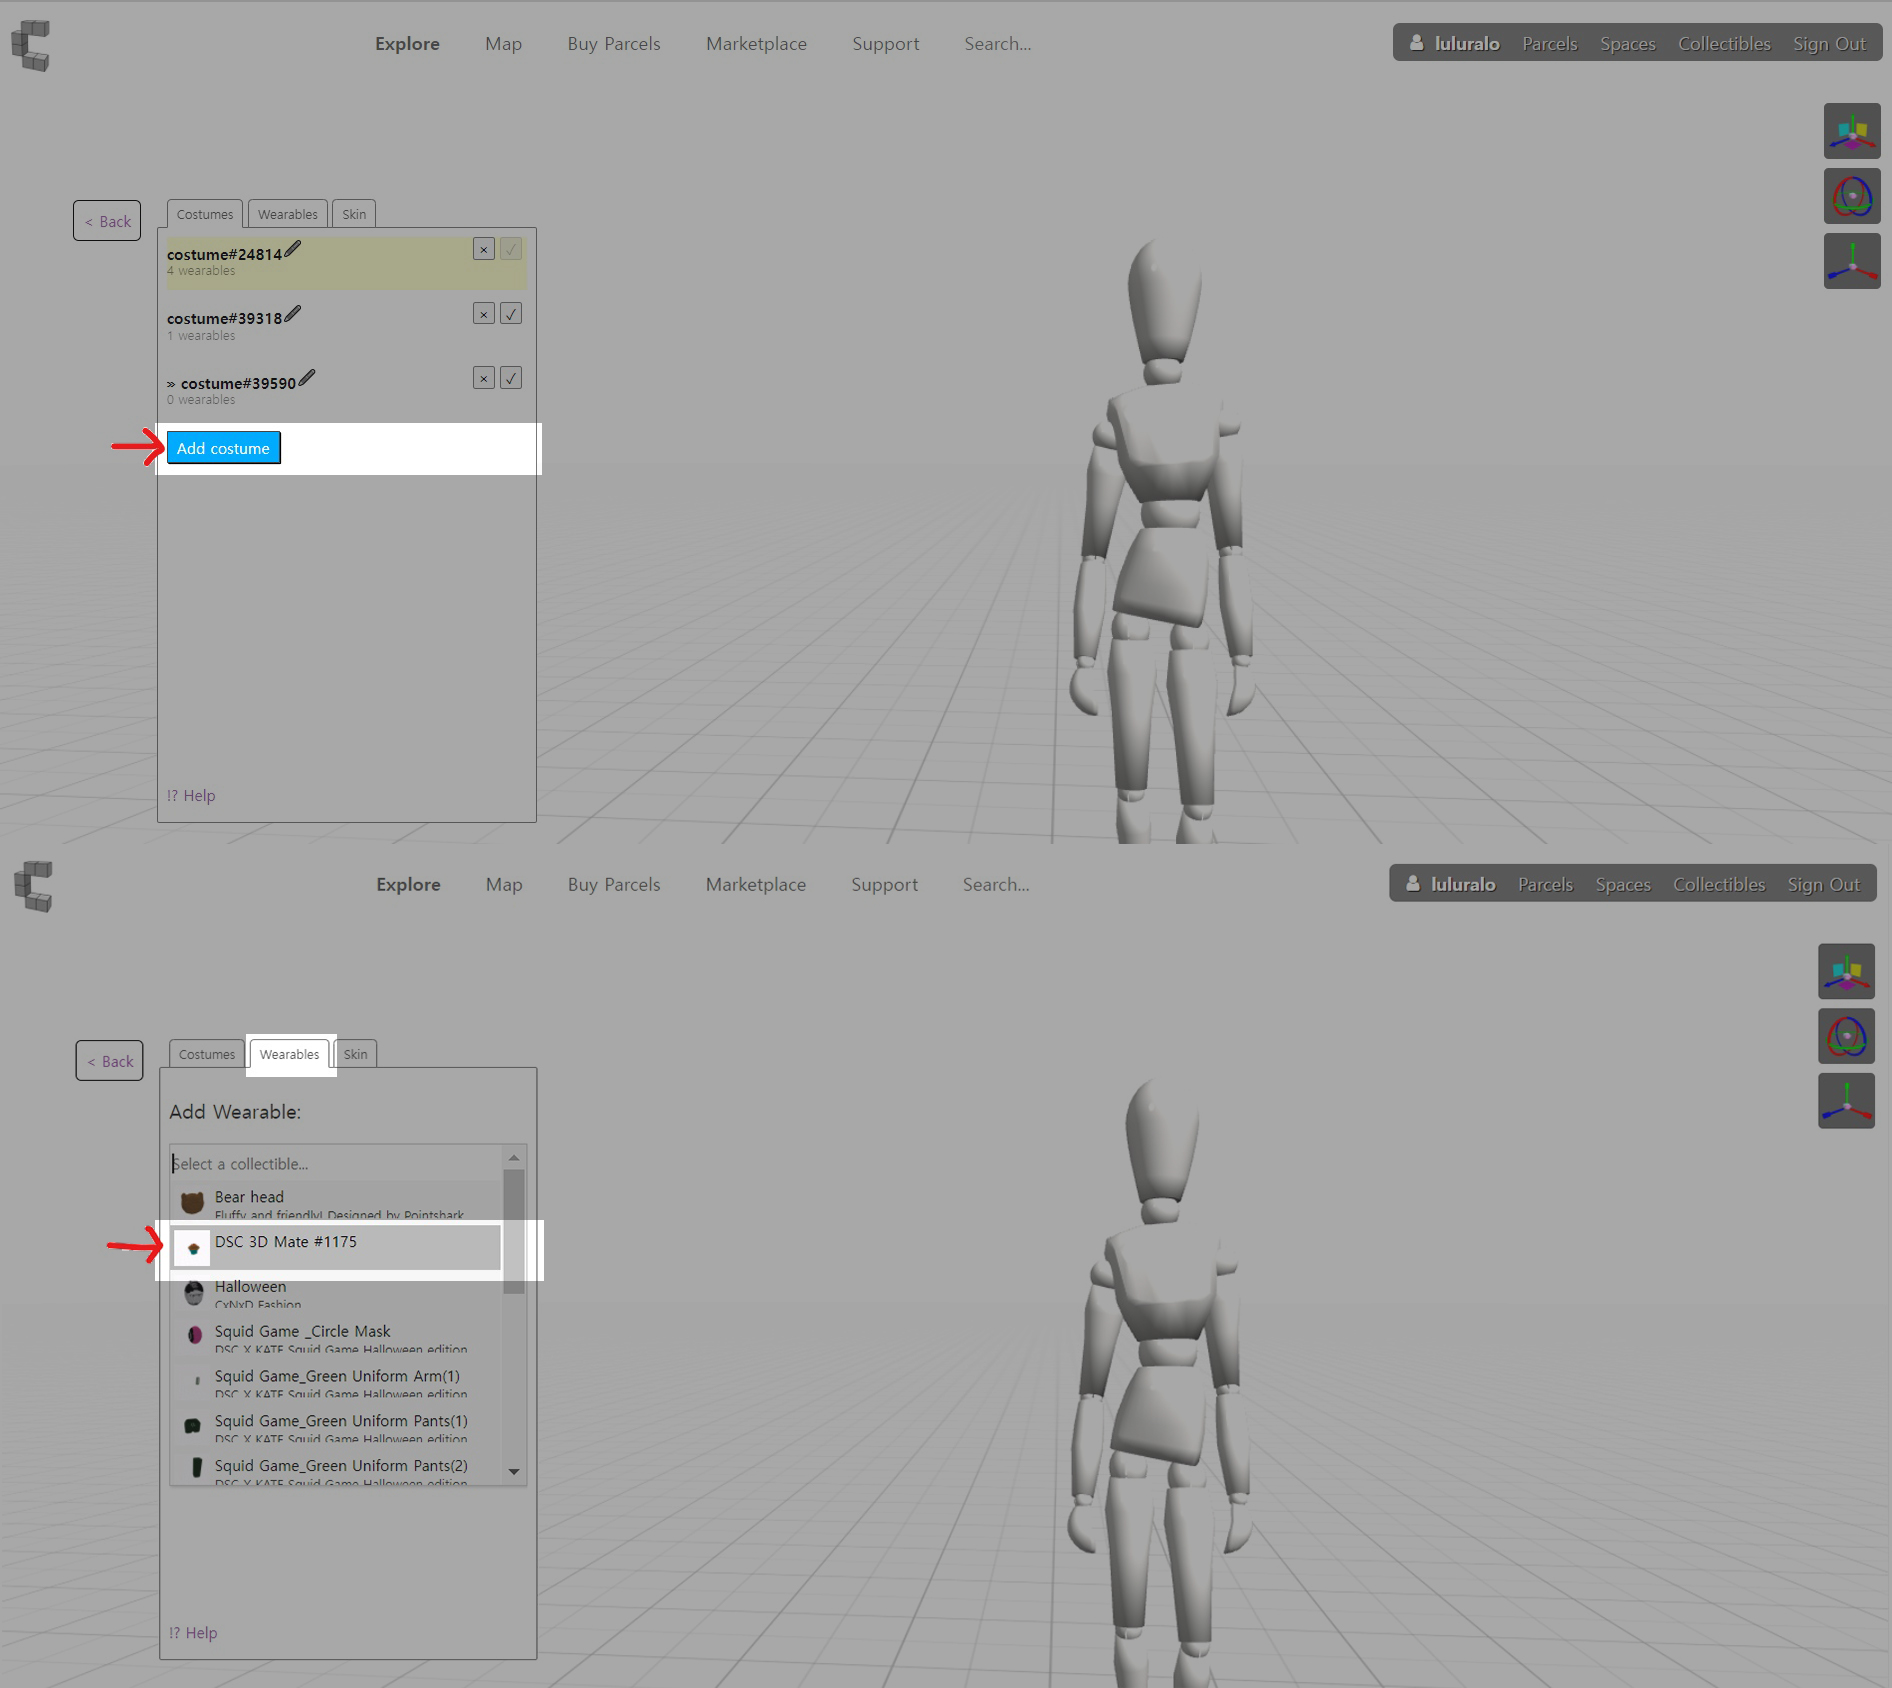 Explore Map Buy Parcels Marketplace Support Search...
luluralo Parcels Spaces Collectibles Sign Out
< Back
Costumes Wearables Skin
costume#24814
4 wearables
costume#39318
1 wearables
» costume#39590
0 wearables
Add costume
!? Help
Explore Map Buy Parcels Marketplace Support Search...
luluralo Parcels Spaces Collectibles Sign Out
< Back
Costumes Wearables Skin
Add Wearable:
Select a collectible...
Bear head
Fluffy and friendly! Designed by Pointshark
DSC 3D Mate #1175
Halloween
CxNxD Fashion
Squid Game _Circle Mask
DSC X KATE Squid Game Halloween edition
Squid Game_Green Uniform Arm(1)
DSC X KATE Squid Game Halloween edition
Squid Game_Green Uniform Pants(1)
DSC X KATE Squid Game Halloween edition
Squid Game_Green Uniform Pants(2)
DSC X KATE Squid Game Halloween edition
!? Help